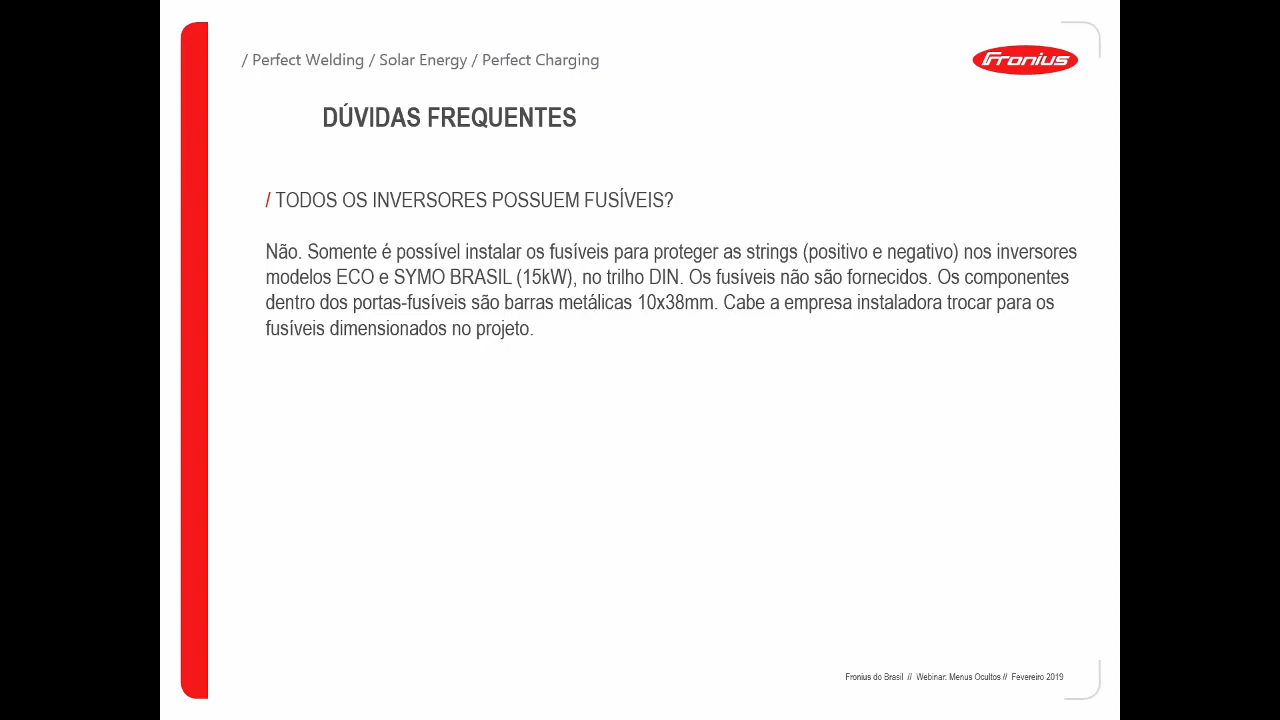 / Perfect Welding / Solar Energy / Perfect Charging
Fronius
DÚVIDAS FREQUENTES
/ TODOS OS INVERSORES POSSUEM FUSÍVEIS?
Não. Somente é possível instalar os fusíveis para proteger as strings (positivo e negativo) nos inversores
modelos ECO e SYMO BRASIL (15kW), no trilho DIN. Os fusíveis não são fornecidos. Os componentes
dentro dos portas-fusíveis são barras metálicas 10x38mm. Cabe a empresa instaladora trocar para os
fusíveis dimensionados no projeto.
Fronius do Brasil // Webinar: Menus Ocultos // Fevereiro 2019